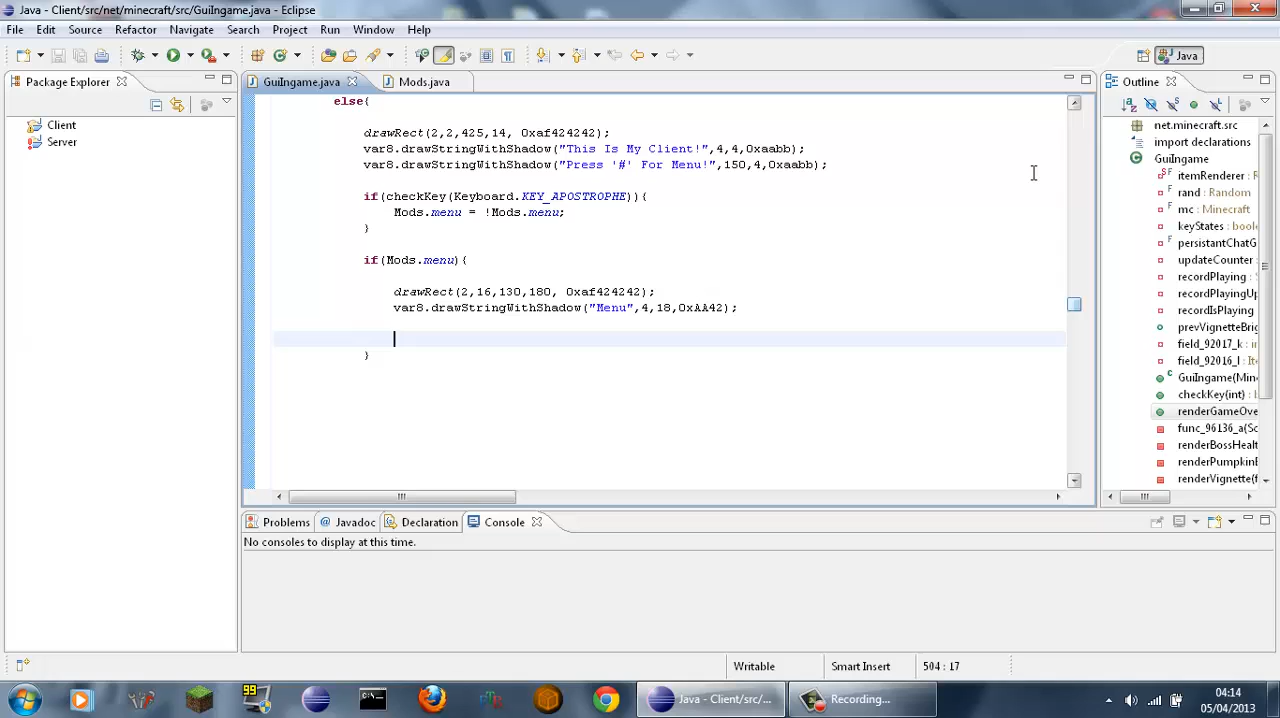 Java - Client/src/net/minecraft/src/GuiIngame.java - Eclipse
File Edit Source Refactor Navigate Search Project Run Window Help
Java
Package Explorer
GuiIngame.java
Mods.java
Outline
Client
Server
else{
drawRect(2,2,425,14, 0xaf424242);
var8.drawStringWithShadow("This Is My Client!",4,4,0xaabb);
var8.drawStringWithShadow("Press '#' For Menu!",150,4,0xaabb);
if(checkKey(Keyboard.KEY_APOSTROPHE)){
Mods.menu = !Mods.menu;
}
if(Mods.menu){
drawRect(2,16,130,180, 0xaf424242);
var8.drawStringWithShadow("Menu",4,18,0xAA42);
}
net.minecraft.src
import declarations
GuiIngame
itemRenderer : R
rand : Random
mc : Minecraft
keyStates : boole
persistantChatG
updateCounter :
recordPlaying : S
recordPlayingUp
recordIsPlaying
prevVignetteBrig
field_92017_k : in
field_92016_l : Ite
GuiIngame(Min
checkKey(int) : b
renderGameOve
func_96136_a(Sc
renderBossHealt
renderPumpkinB
renderVignette(f
Problems @ Javadoc Declaration Console
No consoles to display at this time.
Writable Smart Insert 504 : 17
99
Java - Client/src/...
Recording...
04:14
05/04/2013